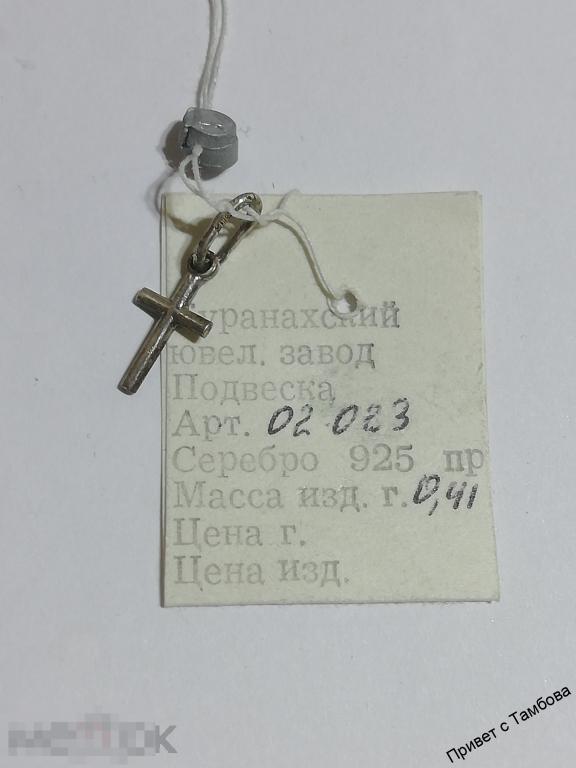 уранахский
ювел. завод
Подвеска
Арт. 02 023
Серебро 925 пр
Масса изд. г. 0,41
Цена г.
Цена изд.
Привет с Тамбова